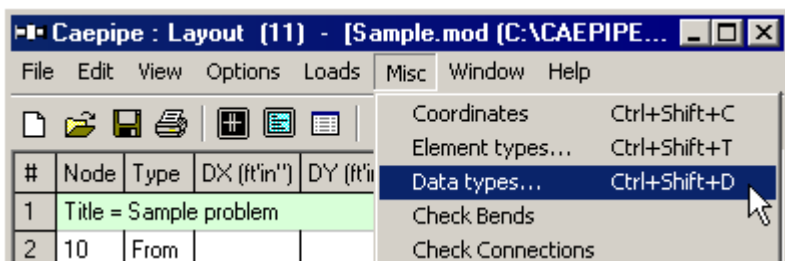 Caepipe : Layout (11) - [Sample.mod (C:\CAEPIPE...
File Edit View Options Loads Misc Window Help
Coordinates Ctrl+Shift+C
Element types... Ctrl+Shift+T
# Node Type DX (ft'in") DY (ft'i
Data types... Ctrl+Shift+D
1 Title = Sample problem
Check Bends
2 10 From
Check Connections